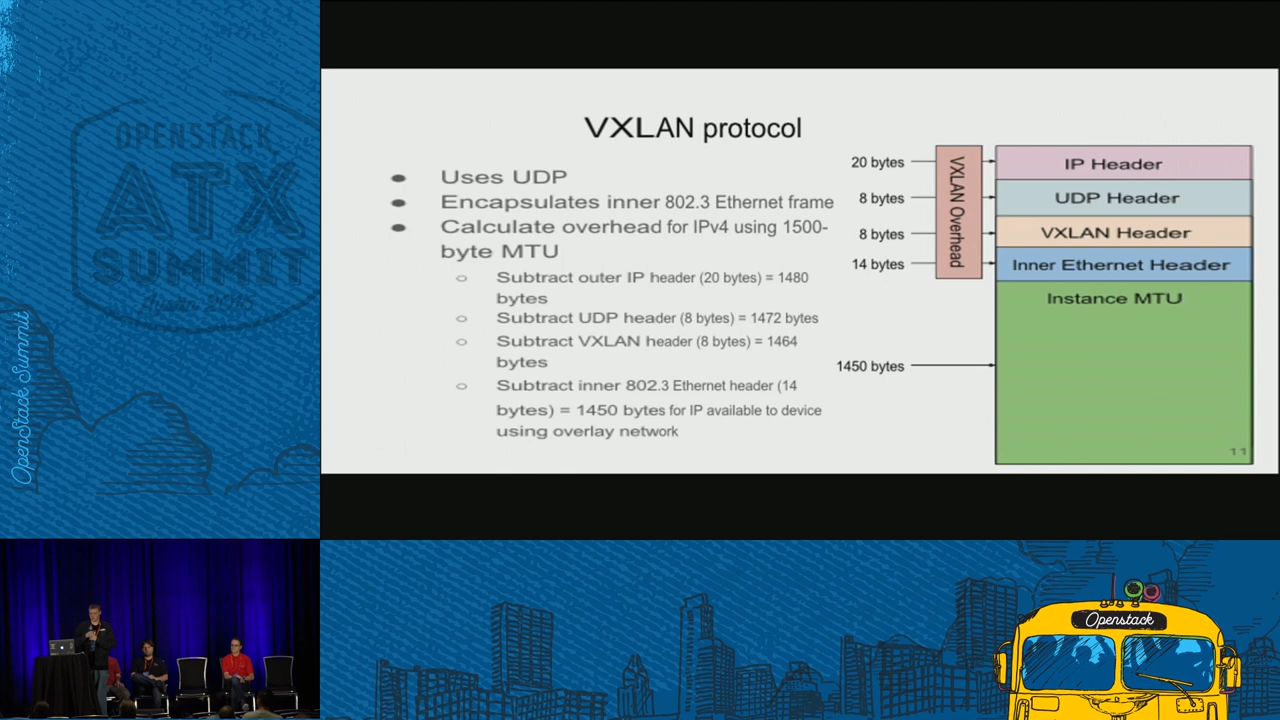 OPENSTACK
ATX
SUMMIT
Austin 2016
OpenStack Summit
VXLAN protocol
● Uses UDP
● Encapsulates inner 802.3 Ethernet frame
● Calculate overhead for IPv4 using 1500-
byte MTU
○ Subtract outer IP header (20 bytes) = 1480
bytes
○ Subtract UDP header (8 bytes) = 1472 bytes
○ Subtract VXLAN header (8 bytes) = 1464
bytes
○ Subtract inner 802.3 Ethernet header (14
bytes) = 1450 bytes for IP available to device
using overlay network
20 bytes
8 bytes
8 bytes
14 bytes
1450 bytes
VXLAN Overhead
IP Header
UDP Header
VXLAN Header
Inner Ethernet Header
Instance MTU
11
Openstack